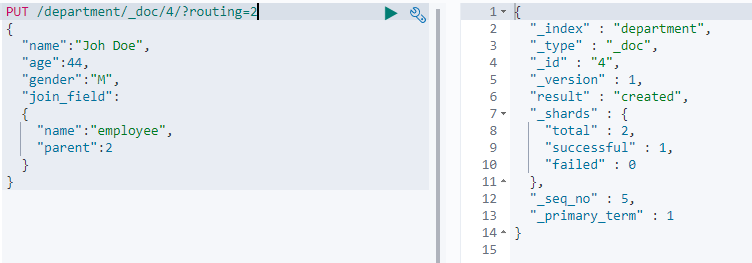 PUT /department/_doc/4/?routing=2
{
  "name":"Joh Doe",
  "age":44,
  "gender":"M",
  "join_field":
  {
    "name":"employee",
    "parent":2
  }
}
1 {
2   "_index" : "department",
3   "_type" : "_doc",
4   "_id" : "4",
5   "_version" : 1,
6   "result" : "created",
7   "_shards" : {
8     "total" : 2,
9     "successful" : 1,
10     "failed" : 0
11   },
12   "_seq_no" : 5,
13   "_primary_term" : 1
14 }
15